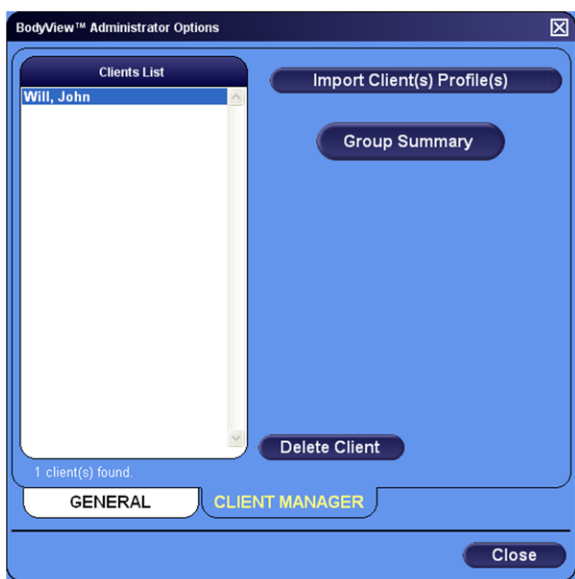 BodyView™ Administrator Options
Clients List
Will, John
Import Client(s) Profile(s)
Group Summary
Delete Client
1 client(s) found.
GENERAL
CLIENT MANAGER
Close